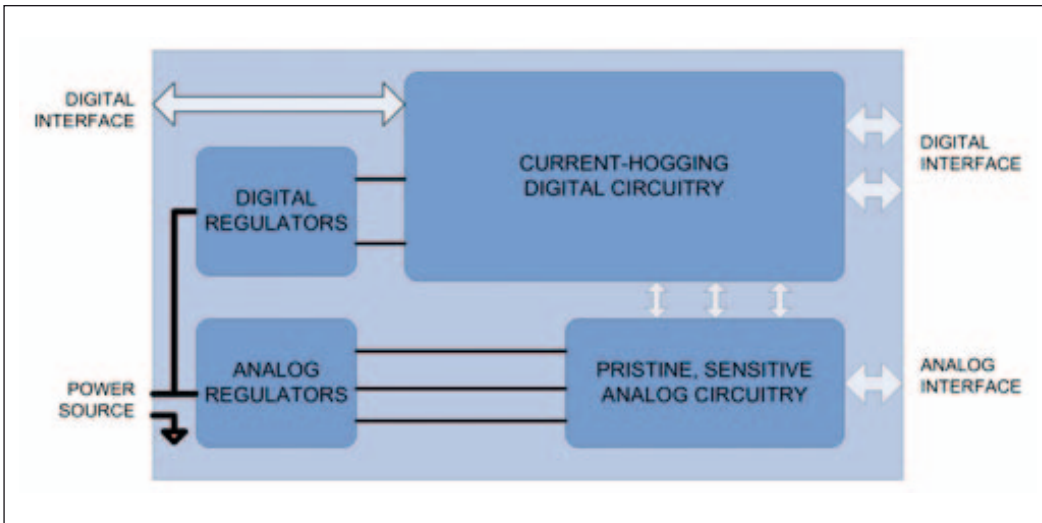 DIGITAL
INTERFACE
CURRENT-HOGGING
DIGITAL CIRCUITRY
DIGITAL
INTERFACE
DIGITAL
REGULATORS
ANALOG
REGULATORS
PRISTINE, SENSITIVE
ANALOG CIRCUITRY
ANALOG
INTERFACE
POWER
SOURCE